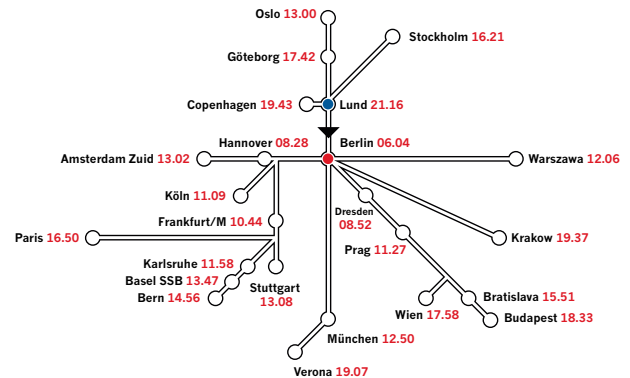 Oslo 13.00
Stockholm 16.21
Göteborg 17.42
Copenhagen 19.43
Lund 21.16
Hannover 08.28
Berlin 06.04
Amsterdam Zuid 13.02
Warszawa 12.06
Köln 11.09
Dresden
08.52
Frankfurt/M 10.44
Paris 16.50
Krakow 19.37
Prag 11.27
Karlsruhe 11.58
Basel SSB 13.47
Bern 14.56
Stuttgart
13.08
Wien 17.58
Bratislava 15.51
Budapest 18.33
München 12.50
Verona 19.07